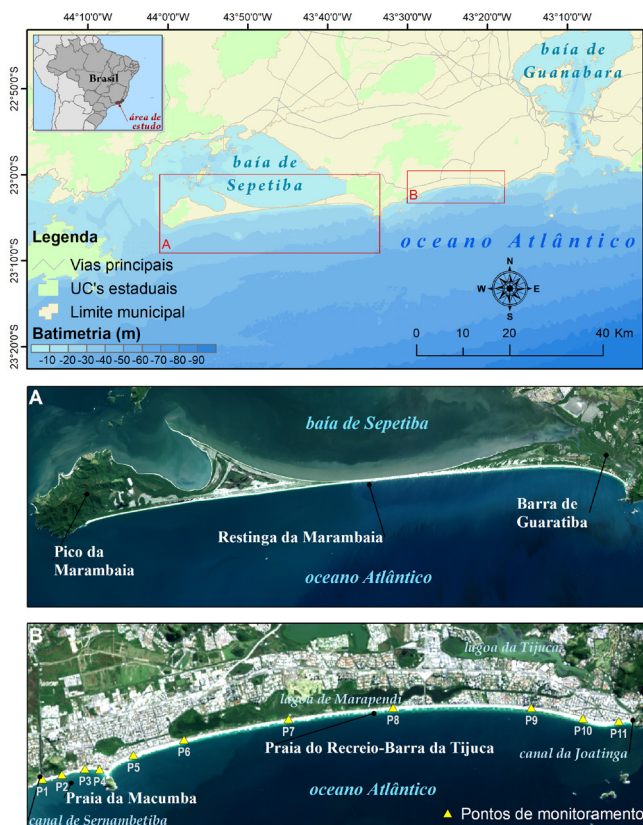 44°10'0"W 44°0'0"W 43°50'0"W 43°40'0"W 43°30'0"W 43°20'0"W 43°10'0"W
22°50'0"S
23°0'0"S
23°10'0"S
23°20'0"S
Brasil
área de
estudo
baía de
Guanabara
baía de
Sepetiba
A
B
oceano Atlântico
Legenda
Vias principais
UC's estaduais
Limite municipal
Batimetria (m)
-10 -20 -30 -40 -50 -60 -70 -80 -90
N
W E
S
0 10 20 40 Km
A
baía de Sepetiba
Pico da
Marambaia
Restinga da Marambaia
Barra de
Guaratiba
oceano Atlântico
B
lagoa da Tijuca
lagoa de Marapendi
P1 P2 P3 P4 P5 P6 P7 P8 P9 P10 P11
Praia do Recreio-Barra da Tijuca
canal da Joatinga
Praia da Macumba
oceano Atlântico
canal de Sernambetiba
Pontos de monitoramento